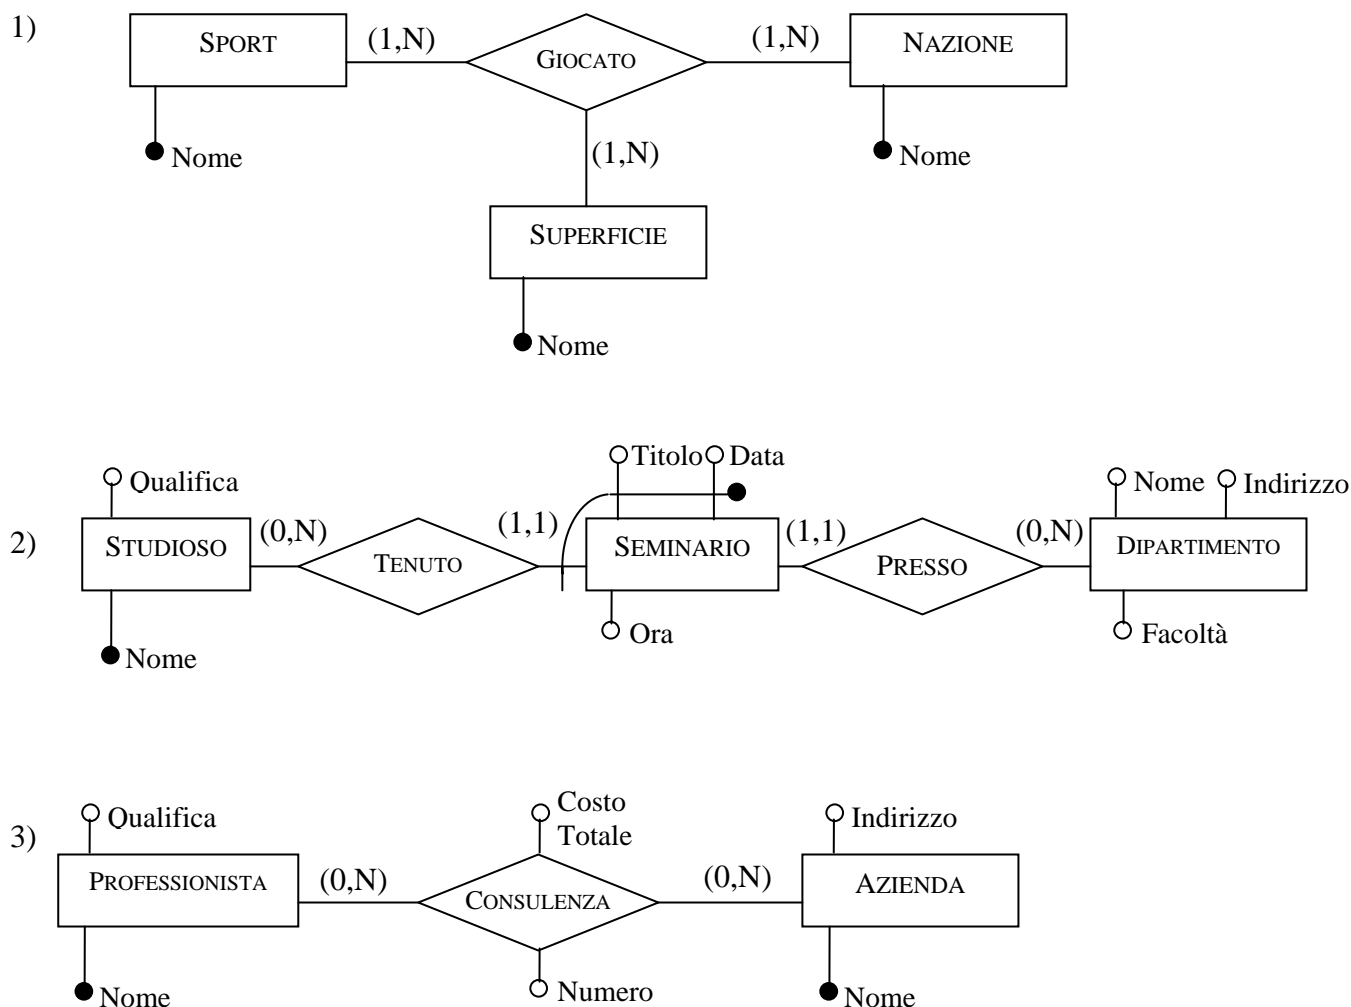 1)
SPORT
(1,N)
GIOCATO
(1,N)
NAZIONE
Nome
(1,N)
Nome
SUPERFICIE
Nome
Titolo
Data
Qualifica
Nome
Indirizzo
2)
STUDIOSO
(0,N)
TENUTO
(1,1)
SEMINARIO
(1,1)
PRESSO
(0,N)
DIPARTIMENTO
Nome
Ora
Facoltà
3)
Qualifica
Costo
Totale
Indirizzo
PROFESSIONISTA
(0,N)
CONSULENZA
(0,N)
AZIENDA
Nome
Numero
Nome